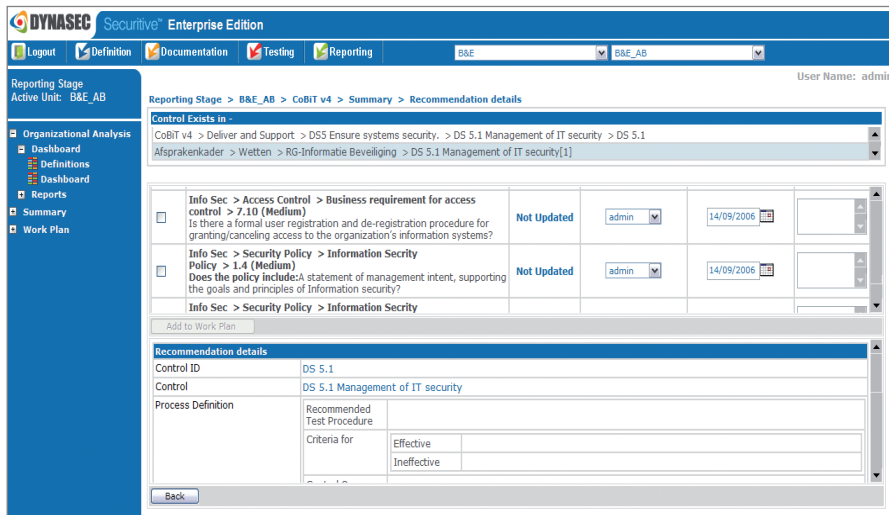 DYNASEC Securitive™ Enterprise Edition
Logout Definition Documentation Testing Reporting B&E B&E_AB
User Name: admin
Reporting Stage
Active Unit: B&E_AB
Organizational Analysis
Dashboard
Definitions
Dashboard
Reports
Summary
Work Plan
Reporting Stage > B&E_AB > CoBiT v4 > Summary > Recommendation details
Control Exists in -
CoBiT v4 > Deliver and Support > DS5 Ensure systems security. > DS 5.1 Management of IT security > DS 5.1
Afsprakenkader > Wetten > RG-Informatie Beveiliging > DS 5.1 Management of IT security[1]
Info Sec > Access Control > Business requirement for access
control > 7.10 (Medium)
Is there a formal user registration and de-registration procedure for
granting/canceling access to the organization's information systems?
Not Updated admin 14/09/2006
Info Sec > Security Policy > Information Secrity
Policy > 1.4 (Medium)
Does the policy include:A statement of management intent, supporting
the goals and principles of Information security?
Not Updated admin 14/09/2006
Info Sec > Security Policy > Information Secrity
Add to Work Plan
Recommendation details
Control ID DS 5.1
Control DS 5.1 Management of IT security
Process Definition
Recommended
Test Procedure
Criteria for
Effective
Ineffective
Back